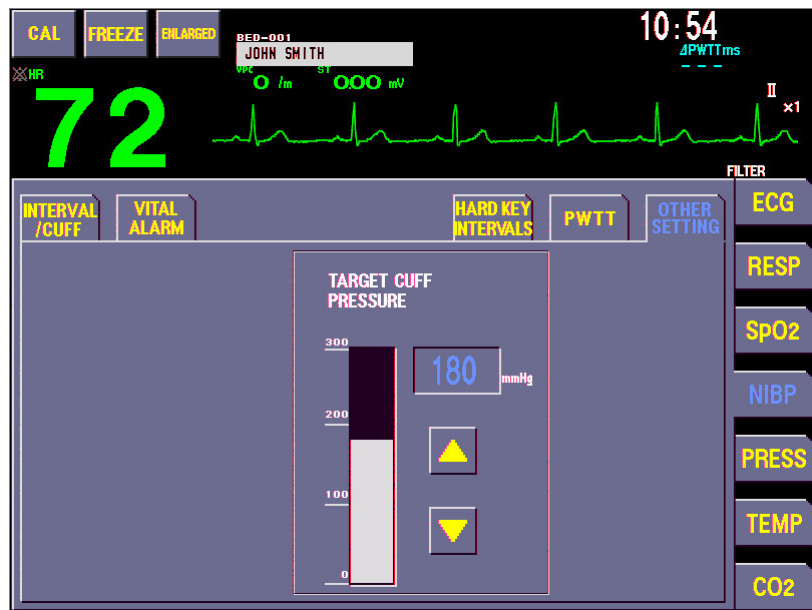 CAL
FREEZE
ENLARGED
BED-001
JOHN SMITH
10:54
ΔPWTTms
---
HR
VPC
0 /m
ST
0.00 mV
72
II
×1
FILTER
INTERVAL
/CUFF
VITAL
ALARM
HARD KEY
INTERVALS
PWTT
OTHER
SETTING
ECG
RESP
SpO2
NIBP
PRESS
TEMP
CO2
TARGET CUFF
PRESSURE
300
180 mmHg
200
100
0